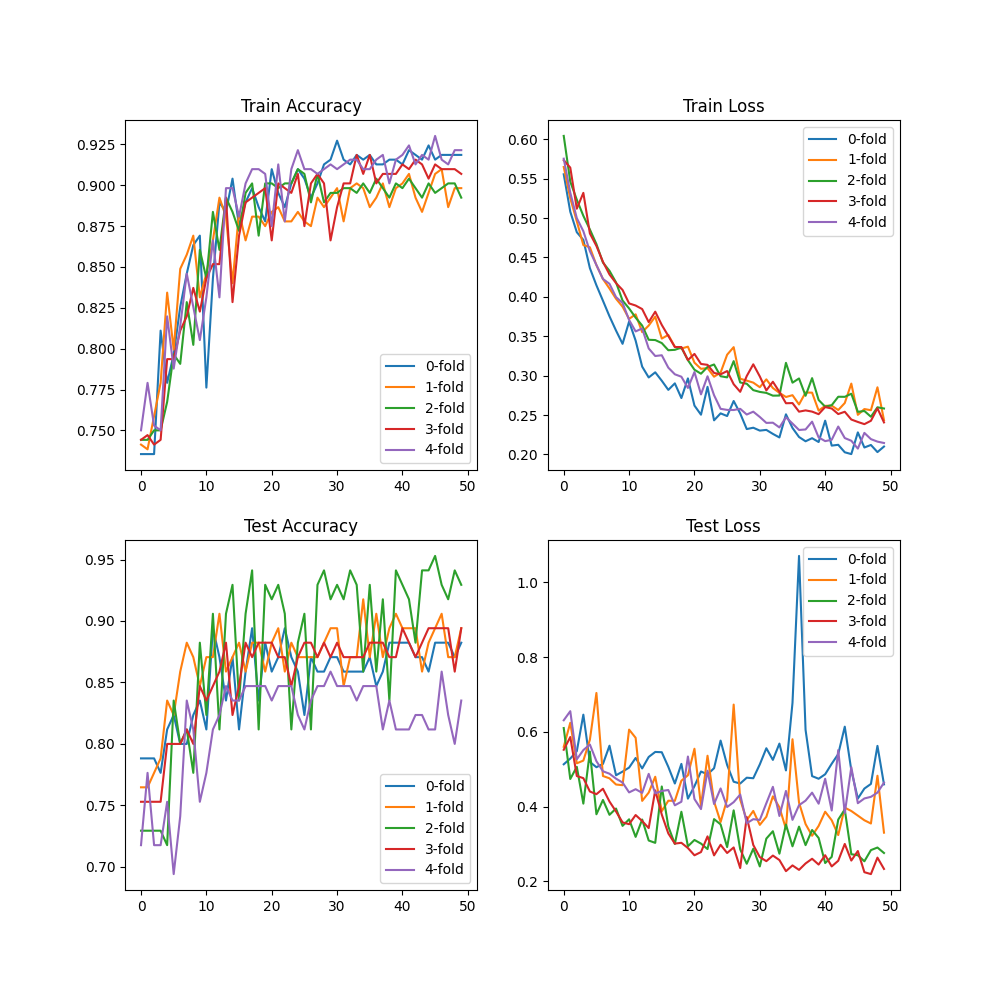 Train Accuracy
0.925
0.900
0.875
0.850
0.825
0.800
0.775
0.750
0 10 20 30 40 50
0-fold
1-fold
2-fold
3-fold
4-fold
Train Loss
0.60
0.55
0.50
0.45
0.40
0.35
0.30
0.25
0.20
0 10 20 30 40 50
0-fold
1-fold
2-fold
3-fold
4-fold
Test Accuracy
0.95
0.90
0.85
0.80
0.75
0.70
0 10 20 30 40 50
0-fold
1-fold
2-fold
3-fold
4-fold
Test Loss
1.0
0.8
0.6
0.4
0.2
0 10 20 30 40 50
0-fold
1-fold
2-fold
3-fold
4-fold